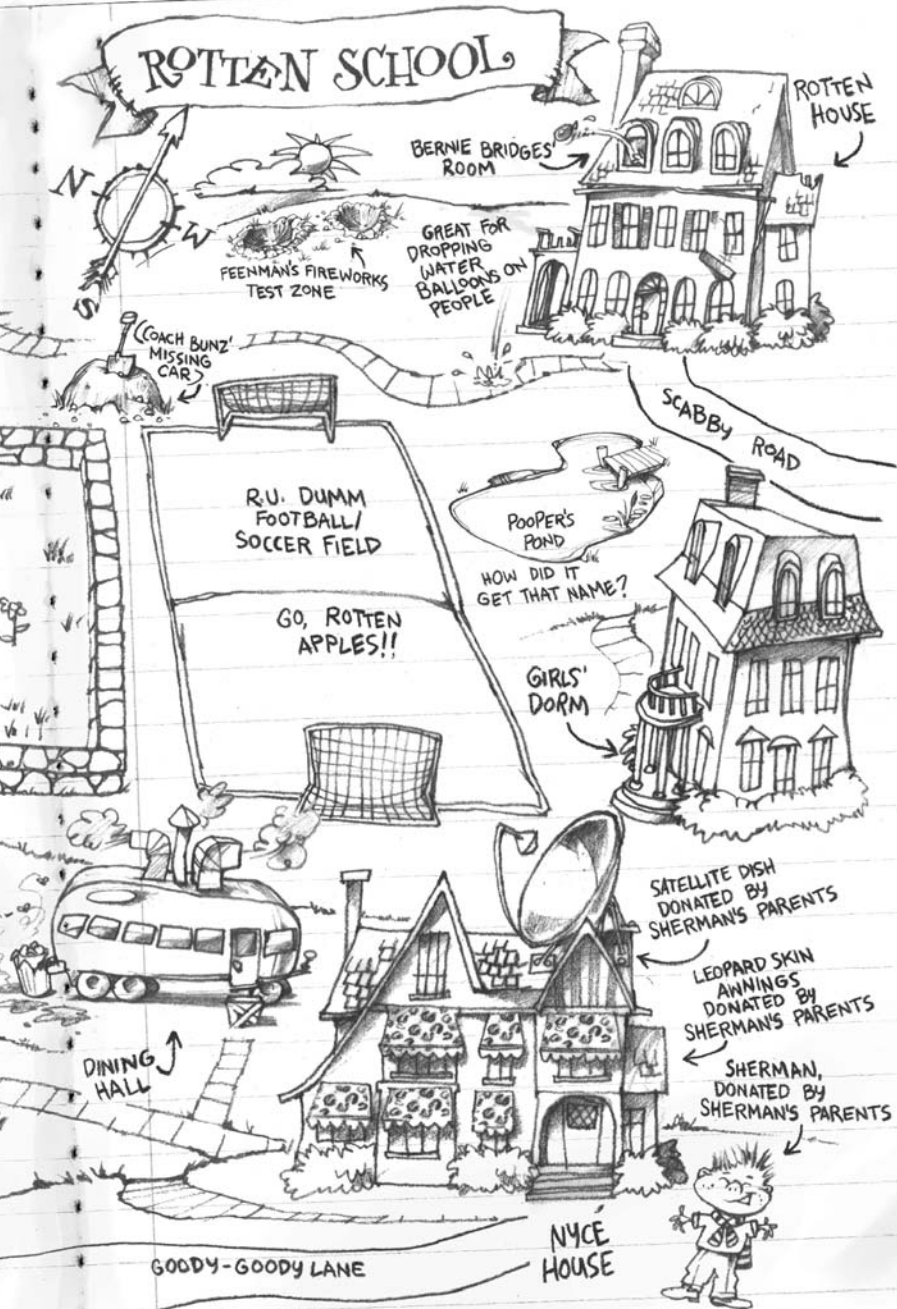 ROTTEN SCHOOL
N
W
S
BERNIE BRIDGES'
ROOM
ROTTEN
HOUSE
FEENMAN'S FIREWORKS
TEST ZONE
GREAT FOR
DROPPING
WATER
BALLOONS ON
PEOPLE
(COACH BUNZ'
MISSING
CAR?)
SCABBY ROAD
R.U. DUMM
FOOTBALL/
SOCCER FIELD
GO, ROTTEN
APPLES!!
POOPER'S
POND
HOW DID IT
GET THAT NAME?
GIRLS'
DORM
SATELLITE DISH
DONATED BY
SHERMAN'S PARENTS
LEOPARD SKIN
AWNINGS
DONATED BY
SHERMAN'S PARENTS
DINING
HALL
SHERMAN,
DONATED BY
SHERMAN'S PARENTS
NYCE
HOUSE
GOODY-GOODY LANE